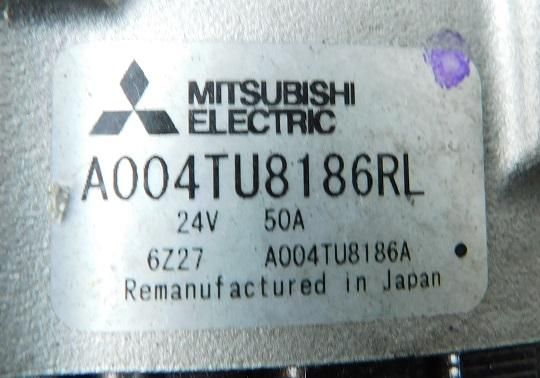 MITSUBISHI
ELECTRIC
A004TU8186RL
24V 50A
6Z27 A004TU8186A
Remanufactured in Japan